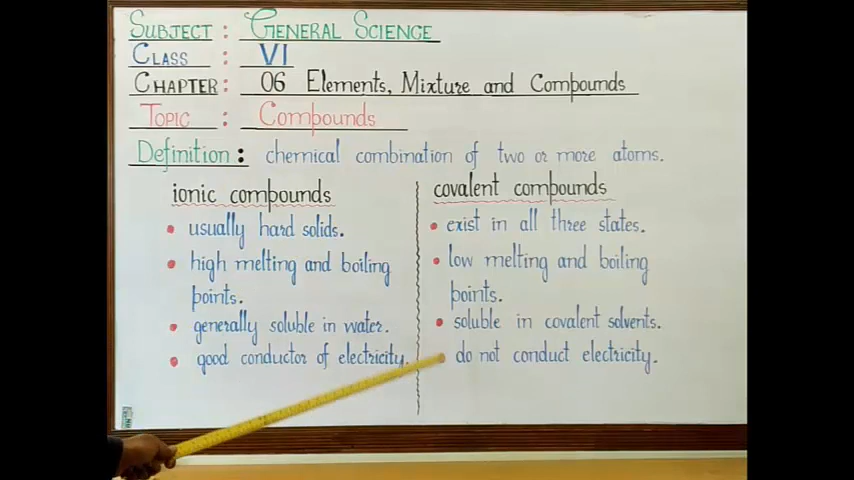 Subject : General Science
Class : VI
Chapter : 06 Elements, Mixture and Compounds
Topic : Compounds
Definition : chemical combination of two or more atoms.
ionic compounds
• usually hard solids.
• high melting and boiling
points.
• generally soluble in water.
• good conductor of electricity.
covalent compounds
• exist in all three states.
• low melting and boiling
points.
• soluble in covalent solvents.
• do not conduct electricity.